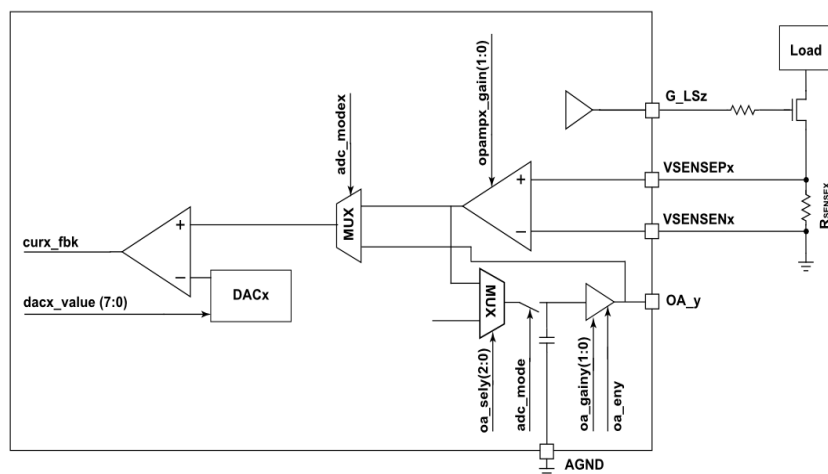 Load
G_LSz
opampx_gain(1:0)
adc_modex
VSENSEPx
+
RSENSEX
MUX
+
VSENSENx
curx_fbk
−
−
DACx
MUX
OA_y
dacx_value (7:0)
oa_sely(2:0)
adc_mode
oa_gainy(1:0)
oa_eny
AGND